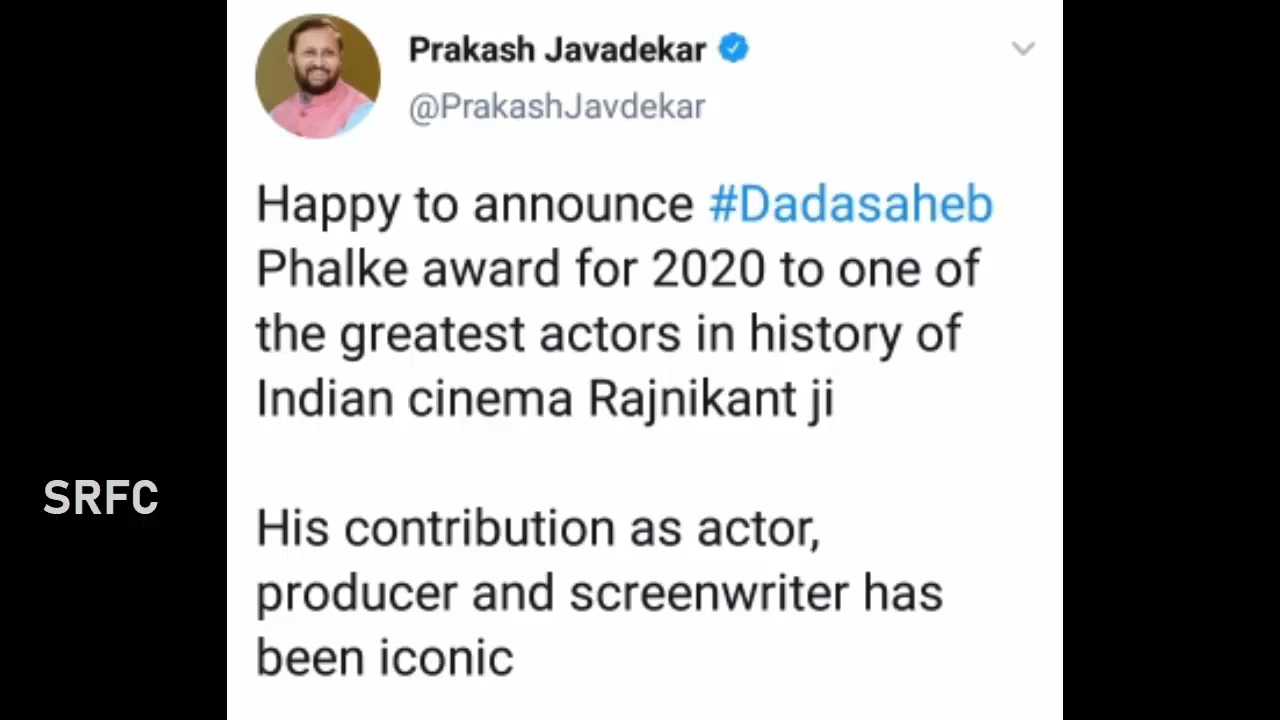 Prakash Javadekar
@PrakashJavdekar
Happy to announce #Dadasaheb
Phalke award for 2020 to one of
the greatest actors in history of
Indian cinema Rajnikant ji
His contribution as actor,
producer and screenwriter has
been iconic
SRFC